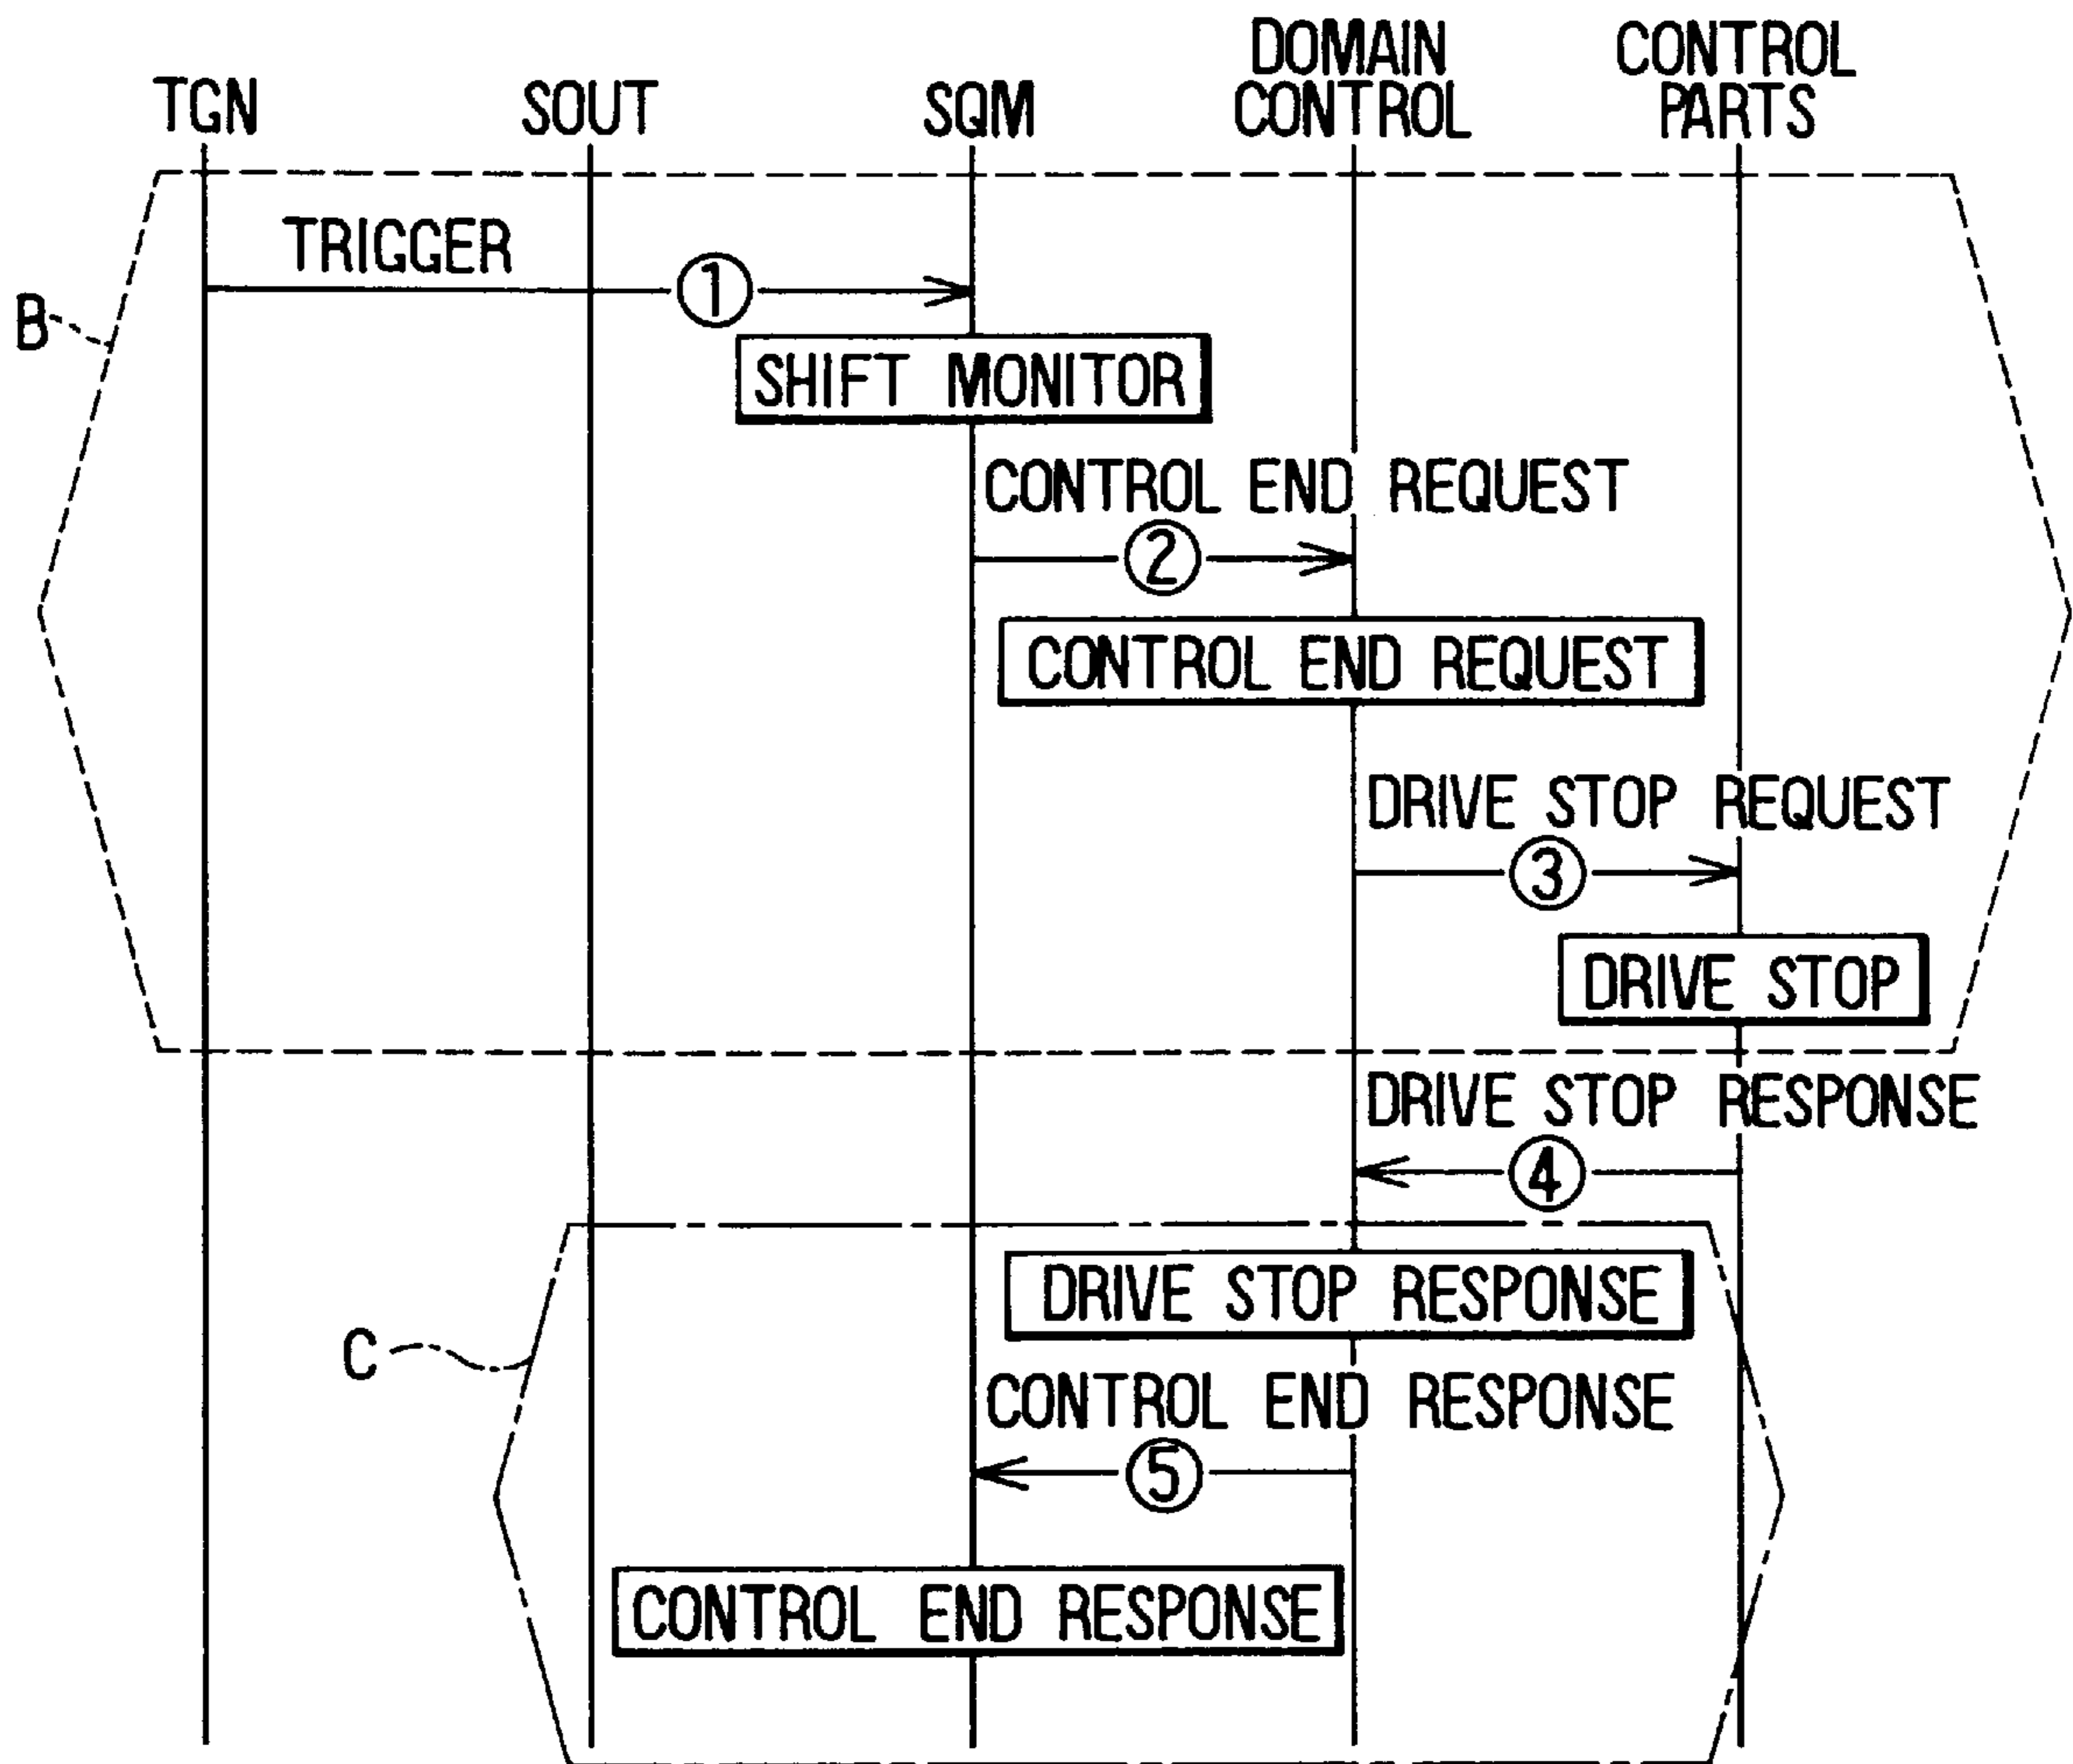 TGN
SOUT
SQM
DOMAIN
CONTROL
CONTROL
PARTS
TRIGGER
①
B
SHIFT MONITOR
CONTROL END REQUEST
②
CONTROL END REQUEST
DRIVE STOP REQUEST
③
DRIVE STOP
DRIVE STOP RESPONSE
④
DRIVE STOP RESPONSE
C
CONTROL END RESPONSE
⑤
CONTROL END RESPONSE